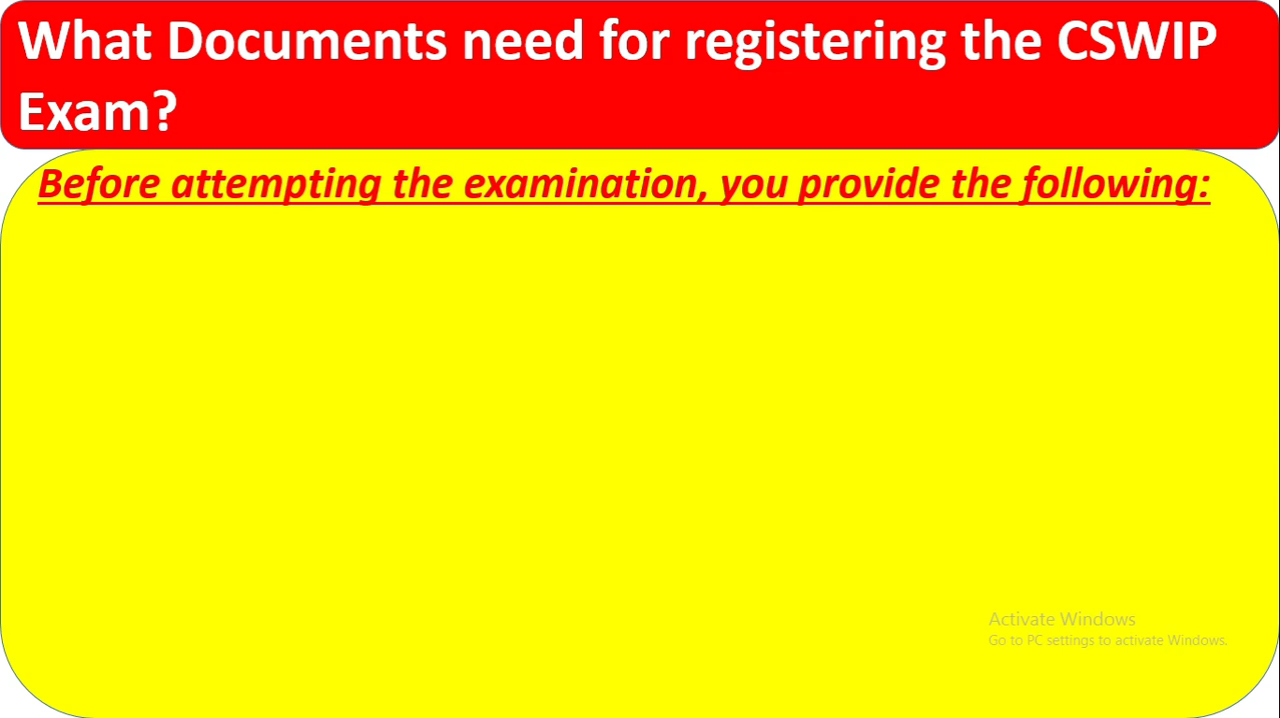 What Documents need for registering the CSWIP
Exam?
Before attempting the examination, you provide the following:
Activate Windows
Go to PC settings to activate Windows.